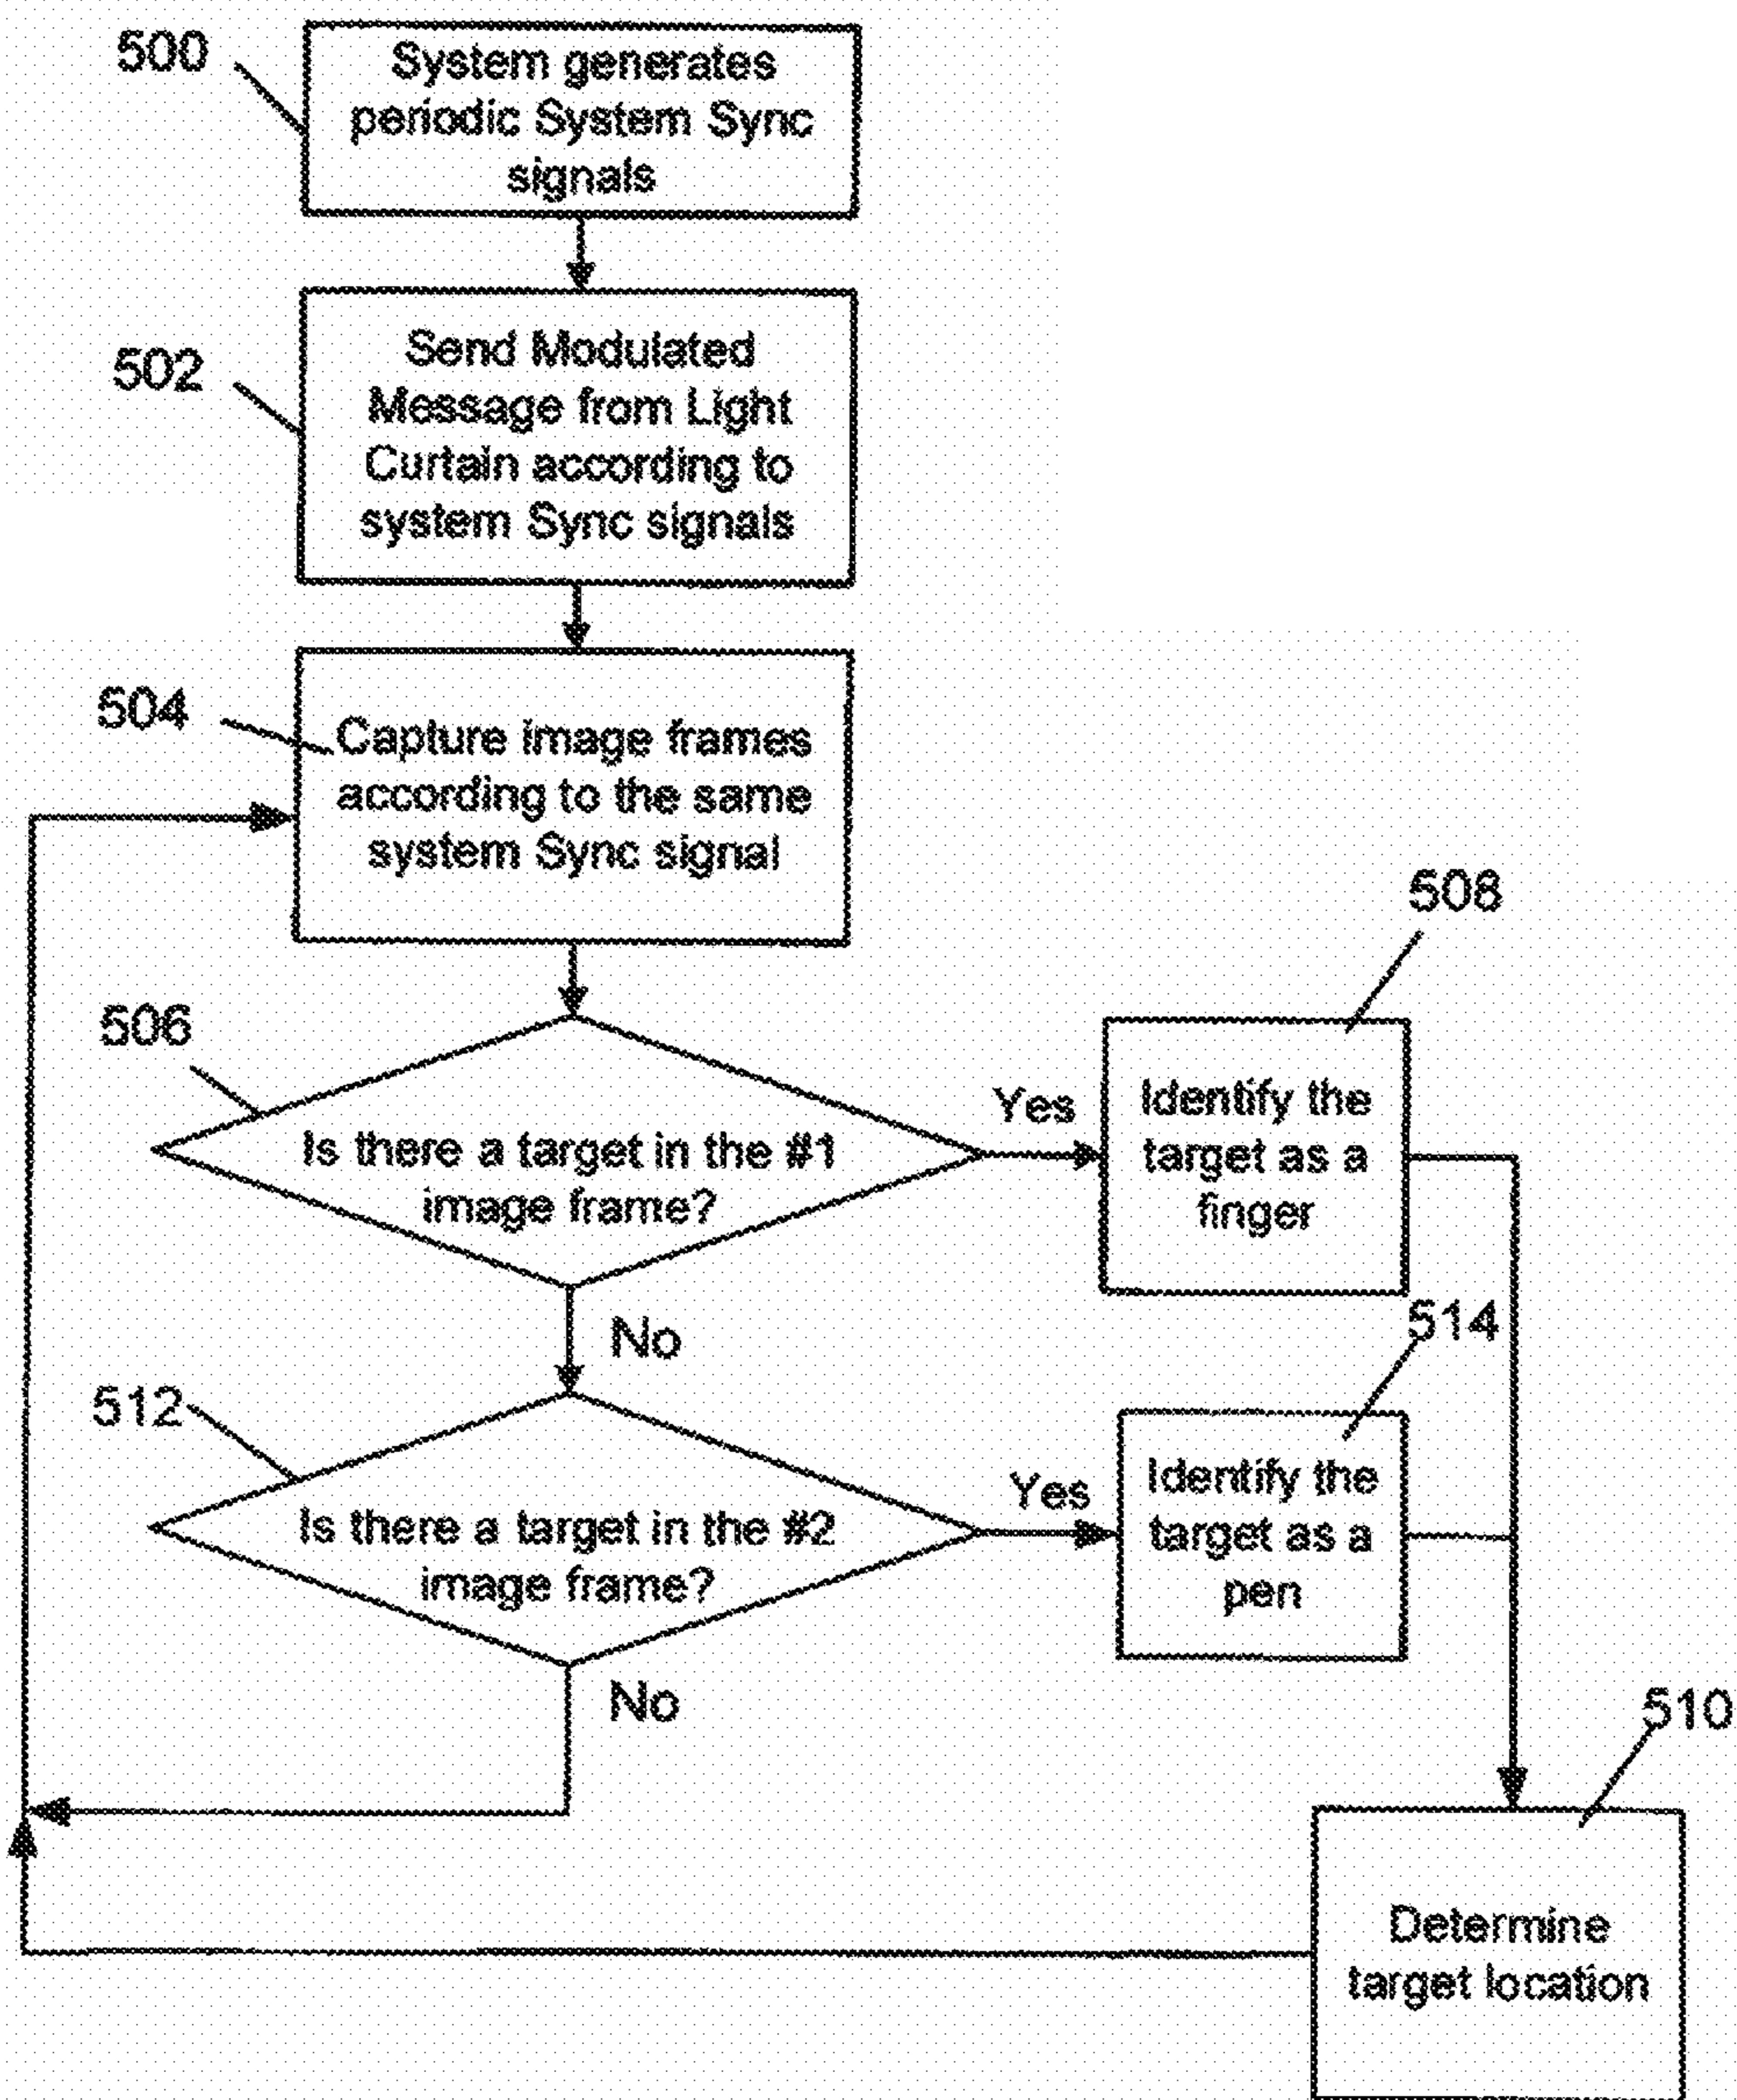 500
System generates
periodic System Sync
signals
502
Send Modulated
Message from Light
Curtain according to
system Sync signals
504
Capture image frames
according to the same
system Sync signal
506
Is there a target in the #1
image frame?
Yes
508
Identify the
target as a
finger
No
512
Is there a target in the #2
image frame?
Yes
514
Identify the
target as a
pen
No
510
Determine
target location